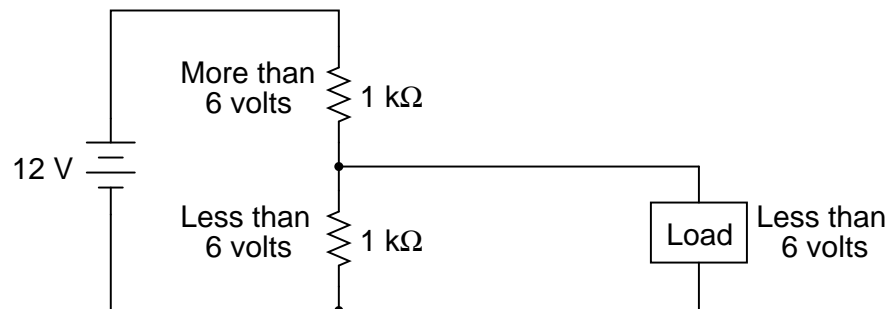 More than
6 volts
1 kΩ
12 V
Less than
6 volts
1 kΩ
Load
Less than
6 volts